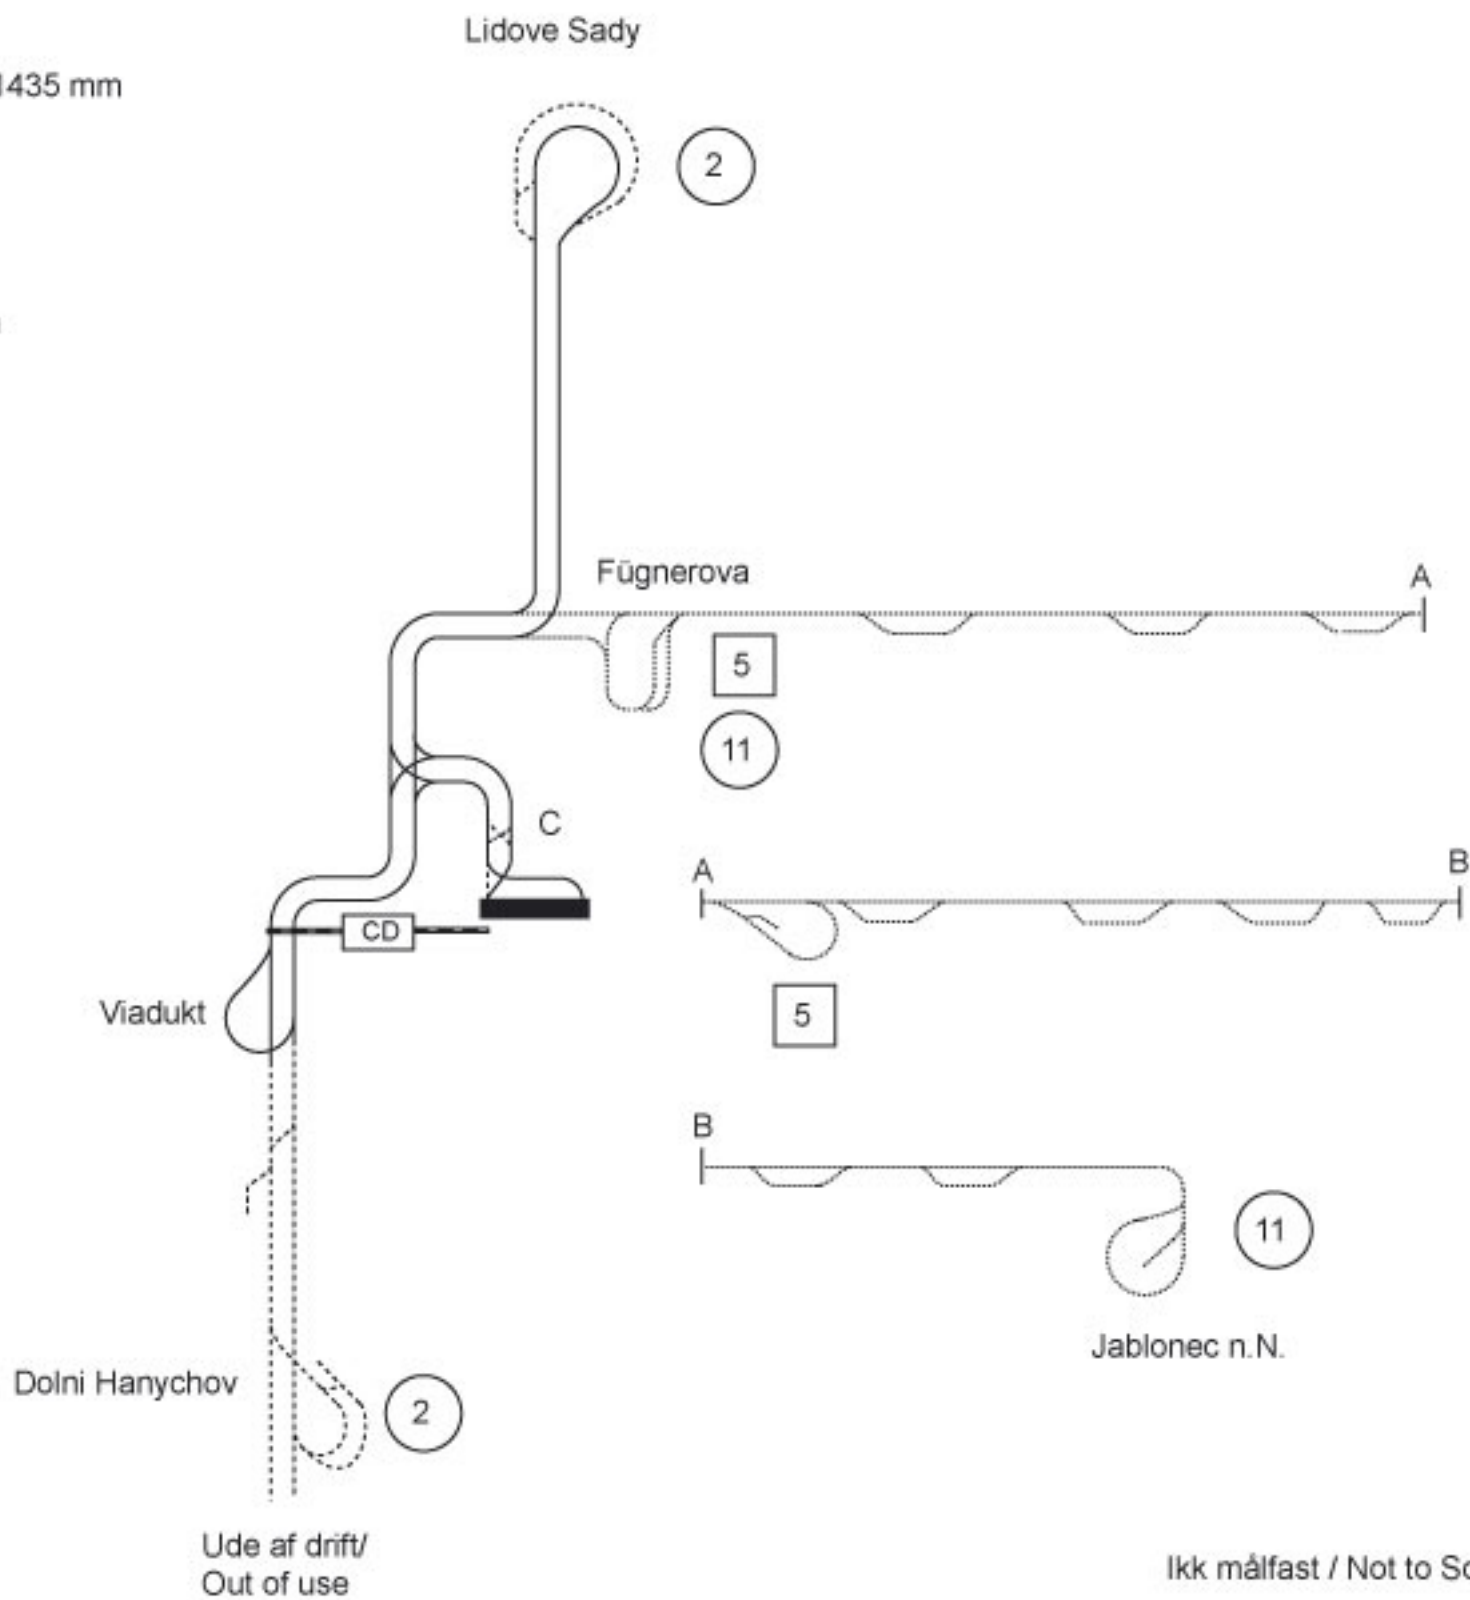 Lidove Sady
1435 mm
2
Fügnerova
A
5
11
C
A
B
CD
Viadukt
5
B
11
Jablonec n.N.
Dolni Hanychov
2
Ude af drift/
Out of use
Ikk målfast / Not to Sc